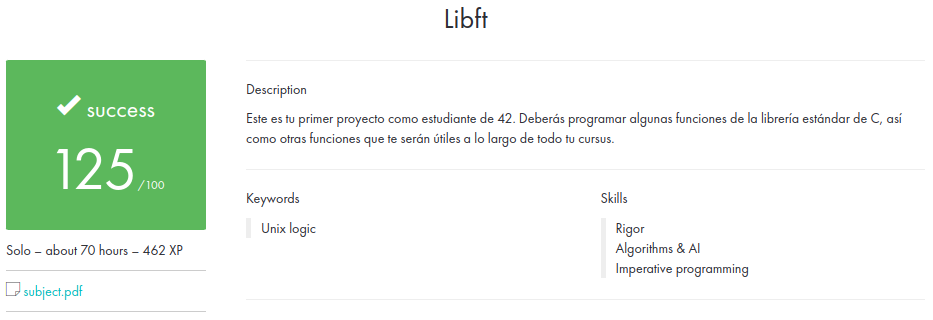 Libft
success
125 /100
Solo – about 70 hours – 462 XP
subject.pdf
Description
Este es tu primer proyecto como estudiante de 42. Deberás programar algunas funciones de la librería estándar de C, así
como otras funciones que te serán útiles a lo largo de todo tu cursus.
Keywords
Unix logic
Skills
Rigor
Algorithms & AI
Imperative programming